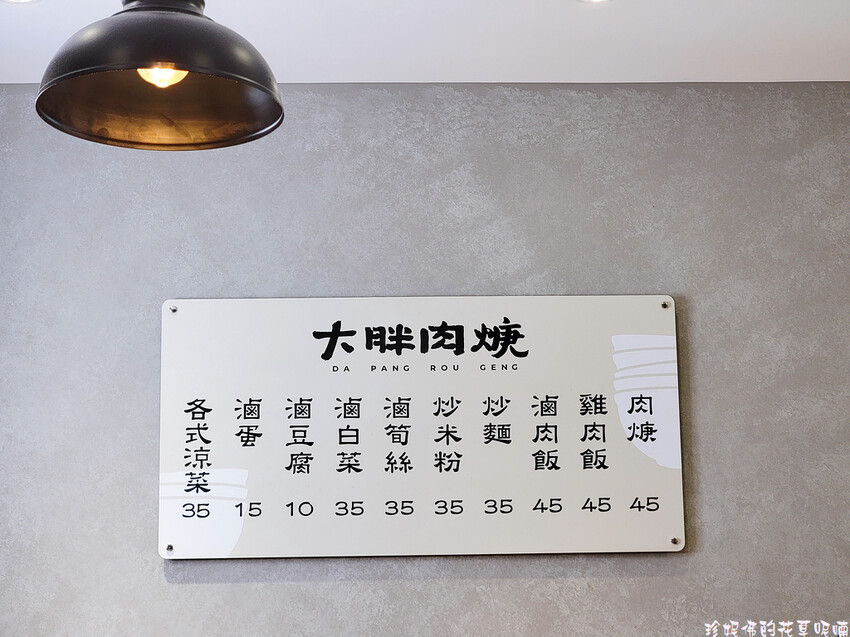 大胖肉焿
DA PANG ROU GENG
肉焿 45
雞肉飯 45
滷肉飯 45
炒麵 35
炒米粉 35
滷筍絲 35
滷白菜 35
滷豆腐 10
滷蛋 15
各式涼菜 35
珍妮佛的花草呢喃